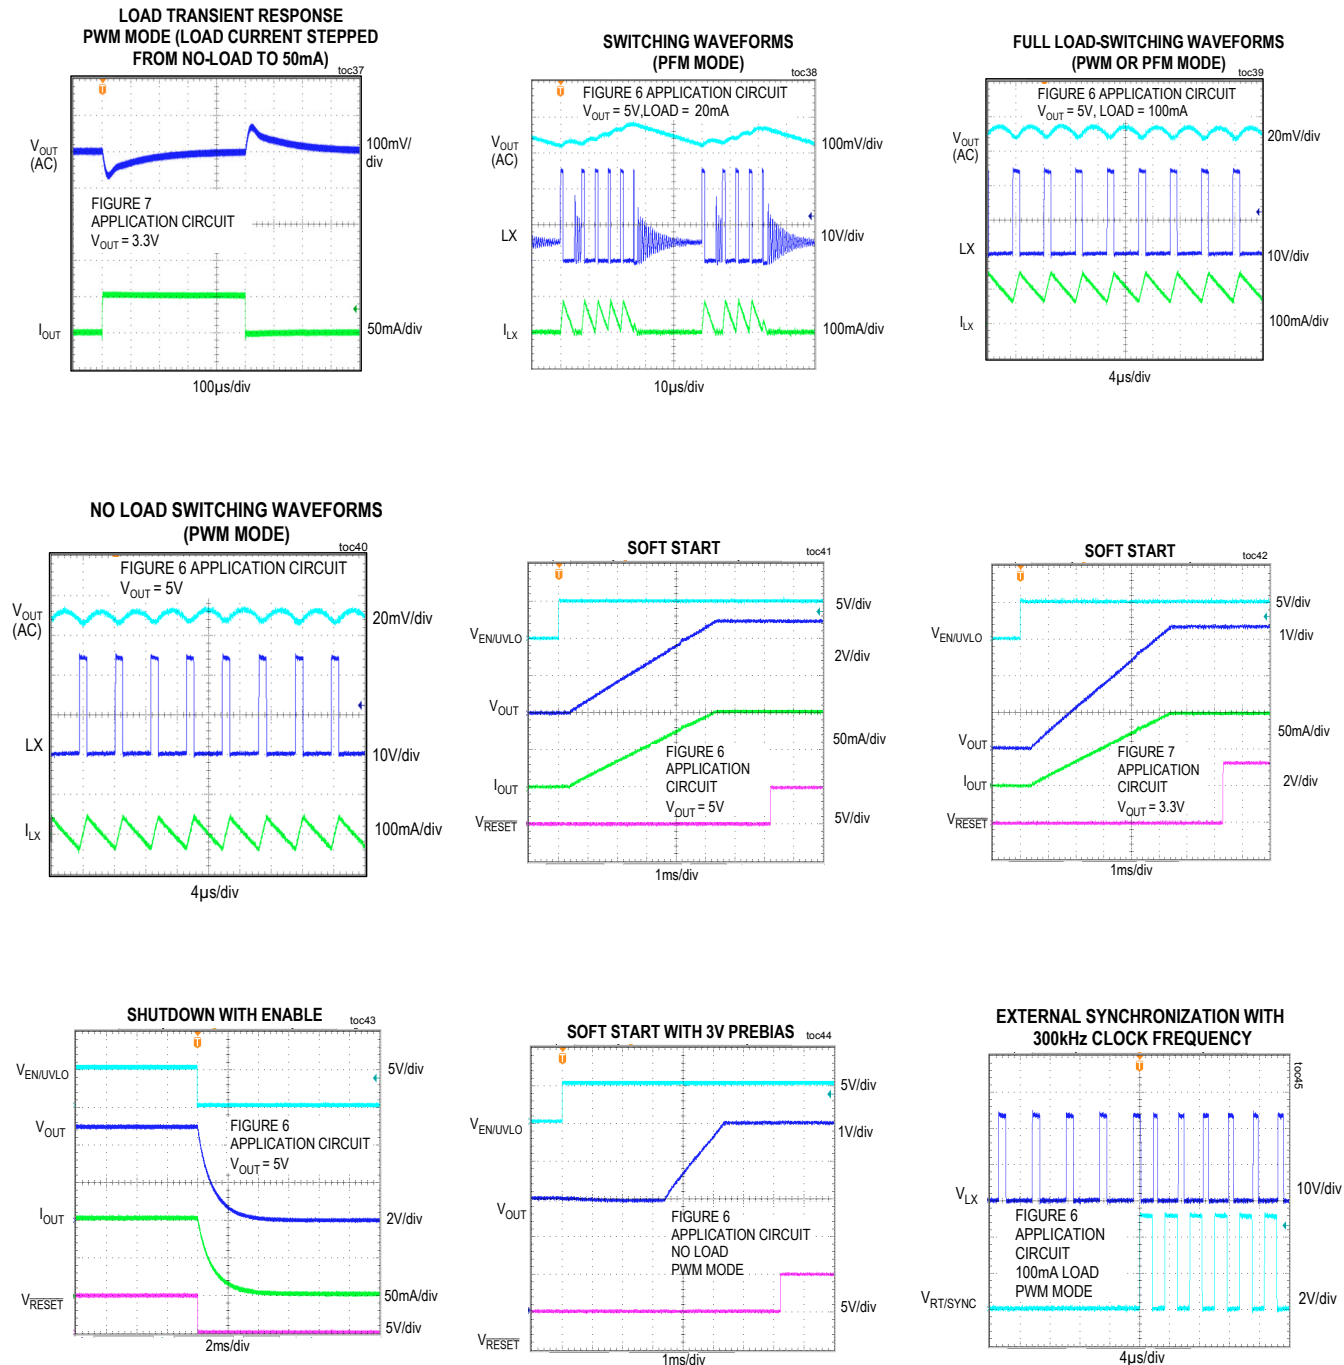 LOAD TRANSIENT RESPONSE
PWM MODE (LOAD CURRENT STEPPED
FROM NO-LOAD TO 50mA)
toc37
VOUT
(AC)
100mV/
div
FIGURE 7
APPLICATION CIRCUIT
VOUT = 3.3V
IOUT
50mA/div
100µs/div
SWITCHING WAVEFORMS
(PFM MODE)
toc38
FIGURE 6 APPLICATION CIRCUIT
VOUT = 5V,LOAD = 20mA
VOUT
(AC)
100mV/div
LX
10V/div
ILX
100mA/div
10µs/div
FULL LOAD-SWITCHING WAVEFORMS
(PWM OR PFM MODE)
toc39
FIGURE 6 APPLICATION CIRCUIT
VOUT = 5V, LOAD = 100mA
VOUT
(AC)
20mV/div
LX
10V/div
ILX
100mA/div
4µs/div
NO LOAD SWITCHING WAVEFORMS
(PWM MODE)
toc40
FIGURE 6 APPLICATION CIRCUIT
VOUT = 5V
VOUT
(AC)
20mV/div
LX
10V/div
ILX
100mA/div
4µs/div
SOFT START
toc41
5V/div
VEN/UVLO
2V/div
VOUT
50mA/div
FIGURE 6
APPLICATION
CIRCUIT
VOUT = 5V
IOUT
VRESET
5V/div
1ms/div
SOFT START
toc42
5V/div
VEN/UVLO
1V/div
VOUT
50mA/div
FIGURE 7
APPLICATION
CIRCUIT
VOUT = 3.3V
IOUT
2V/div
VRESET
1ms/div
SHUTDOWN WITH ENABLE
toc43
VEN/UVLO
5V/div
VOUT
FIGURE 6
APPLICATION CIRCUIT
VOUT = 5V
IOUT
2V/div
VRESET
50mA/div
5V/div
2ms/div
SOFT START WITH 3V PREBIAS
toc44
5V/div
VEN/UVLO
1V/div
VOUT
FIGURE 6
APPLICATION CIRCUIT
NO LOAD
PWM MODE
5V/div
VRESET
1ms/div
EXTERNAL SYNCHRONIZATION WITH
300kHz CLOCK FREQUENCY
toc45
VLX
10V/div
FIGURE 6
APPLICATION
CIRCUIT
100mA LOAD
PWM MODE
VRT/SYNC
2V/div
4µs/div